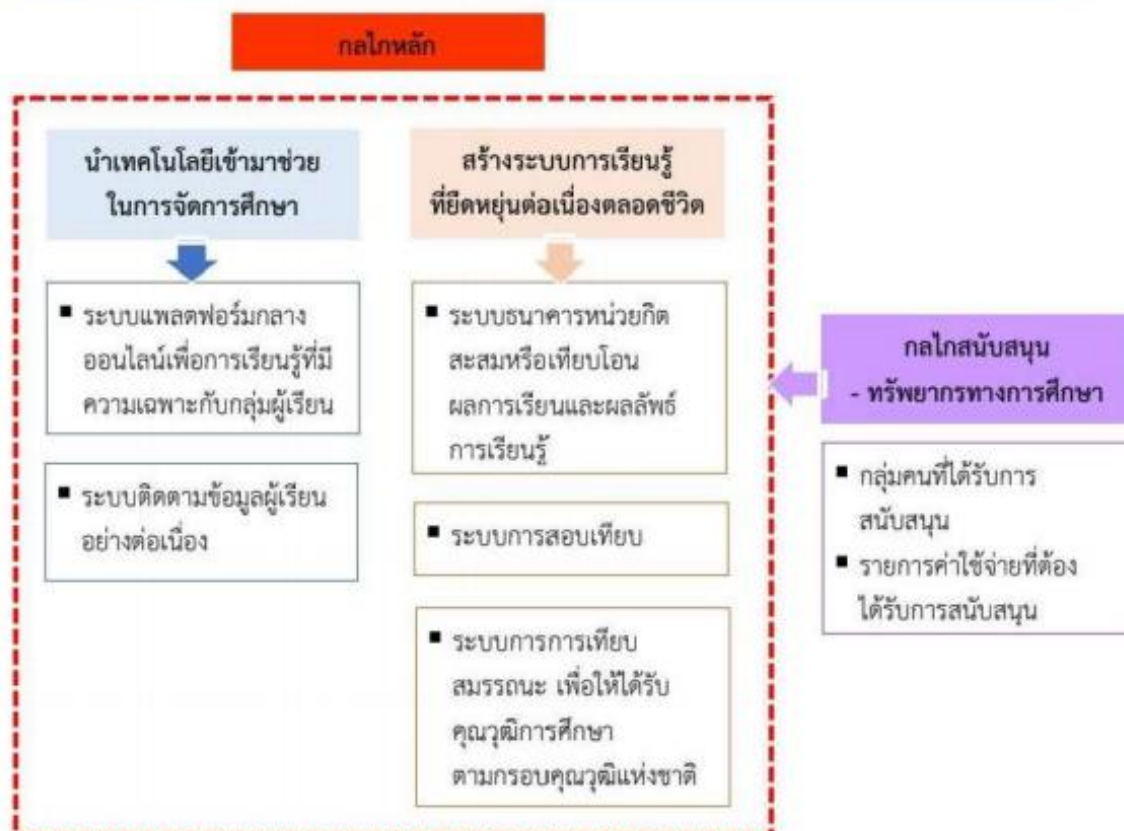 กลไกหลัก
นำเทคโนโลยีเข้ามาช่วย
ในการจัดการศึกษา
▪ ระบบแพลตฟอร์มกลาง
ออนไลน์เพื่อการเรียนรู้ที่มี
ความเฉพาะกับกลุ่มผู้เรียน
▪ ระบบติดตามข้อมูลผู้เรียน
อย่างต่อเนื่อง
สร้างระบบการเรียนรู้
ที่ยืดหยุ่นต่อเนื่องตลอดชีวิต
▪ ระบบธนาคารหน่วยกิต
สะสมหรือเทียบโอน
ผลการเรียนและผลลัพธ์
การเรียนรู้
▪ ระบบการสอบเทียบ
▪ ระบบการการเทียบ
สมรรถนะ เพื่อให้ได้รับ
คุณวุฒิการศึกษา
ตามกรอบคุณวุฒิแห่งชาติ
กลไกสนับสนุน
- ทรัพยากรทางการศึกษา
▪ กลุ่มคนที่ได้รับการ
สนับสนุน
▪ รายการค่าใช้จ่ายที่ต้อง
ได้รับการสนับสนุน